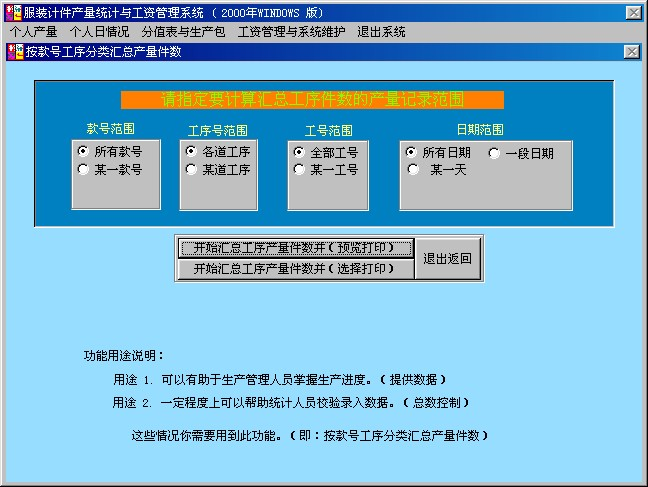 服装计件产量统计与工资管理系统 ( 2000年WINDOWS 版)
个人产量 个人日情况 分值表与生产包 工资管理与系统维护 退出系统
按款号工序分类汇总产量件数
请指定要计算汇总工序件数的产量记录范围
款号范围 工序号范围 工号范围 日期范围
所有款号 各道工序 全部工号 所有日期 一段日期
某一款号 某道工序 某一工号 某一天
开始汇总工序产量件数并(预览打印)
开始汇总工序产量件数并(选择打印)
退出返回
功能用途说明：
用途 1. 可以有助于生产管理人员掌握生产进度。(提供数据)
用途 2. 一定程度上可以帮助统计人员校验录入数据。(总数控制)
这些情况你需要用到此功能。(即：按款号工序分类汇总产量件数)